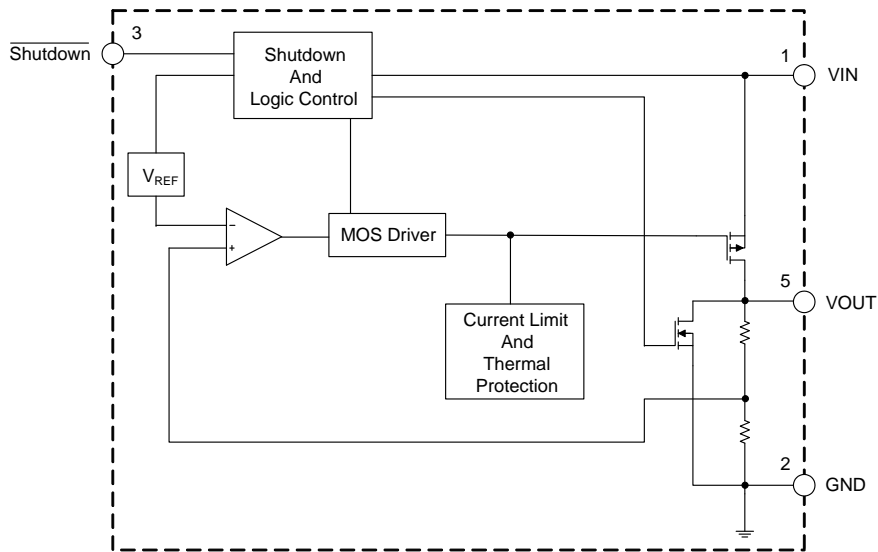 3
Shutdown
Shutdown
And
Logic Control
1
VIN
VREF
−
+
MOS Driver
5
VOUT
Current Limit
And
Thermal
Protection
2
GND